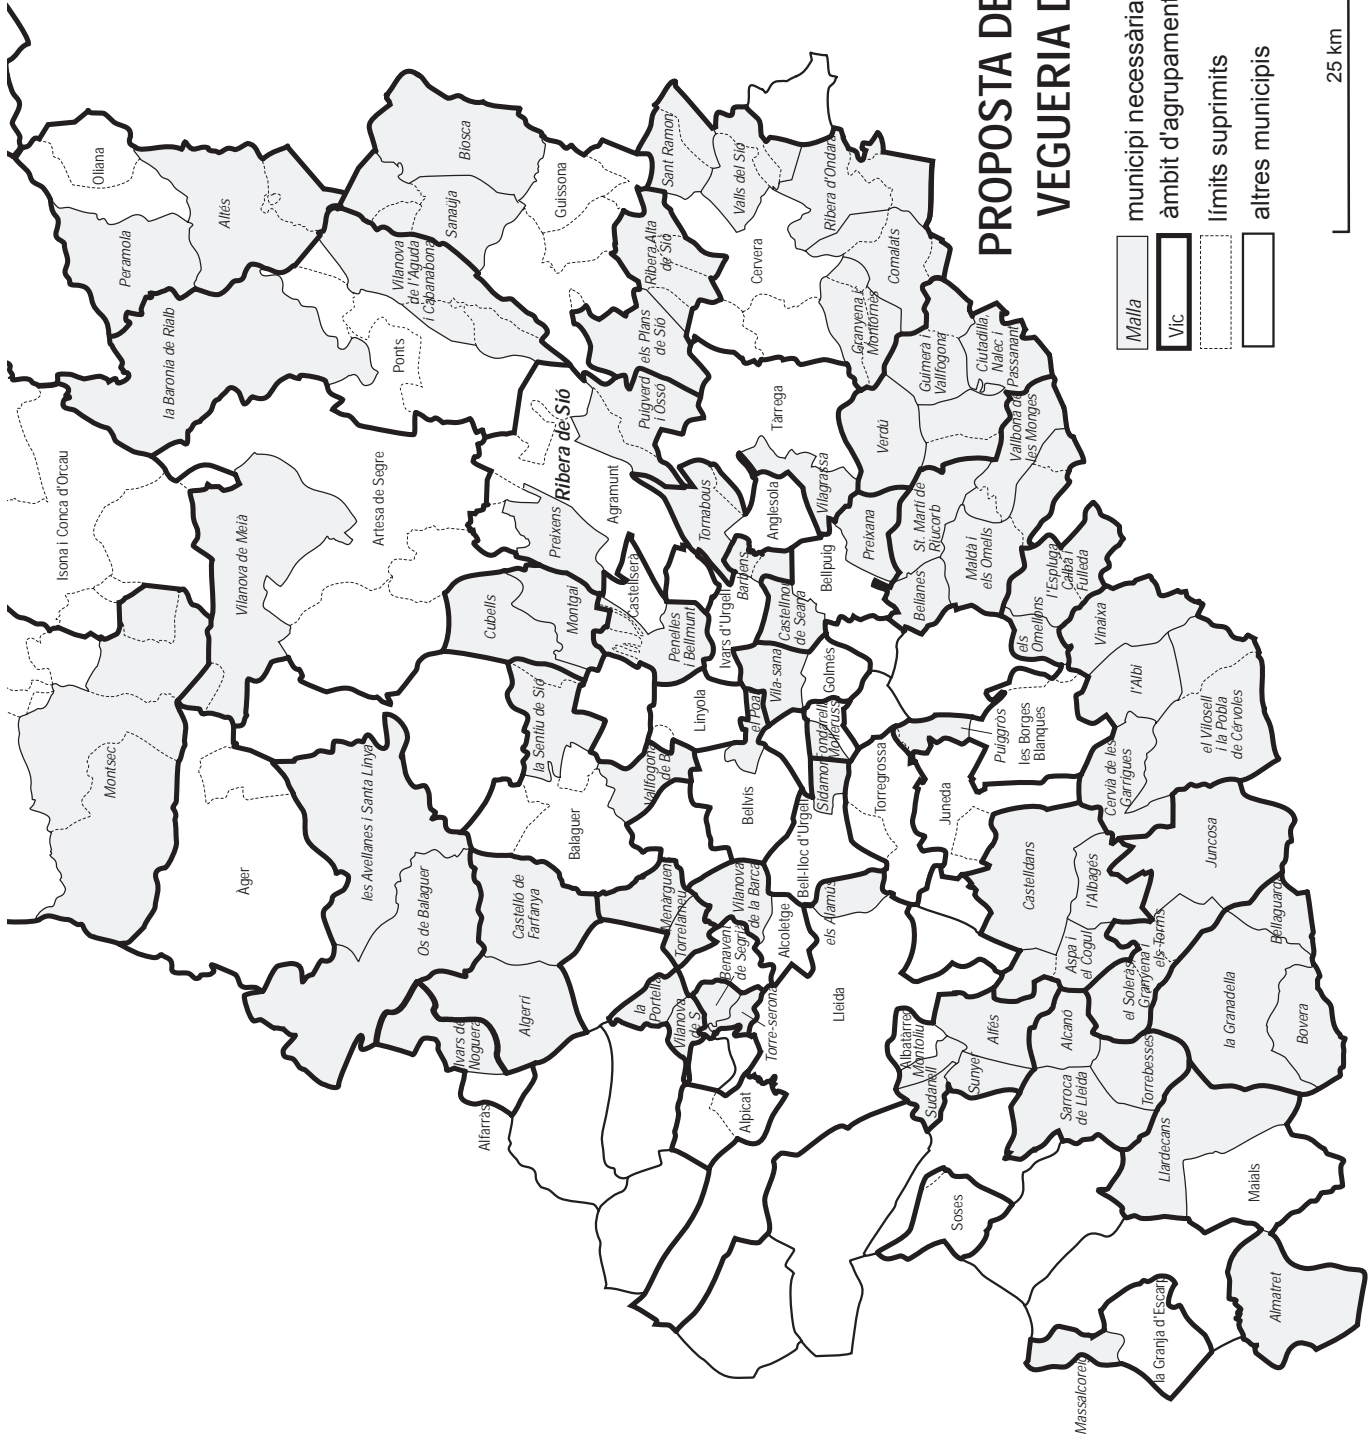 PROPOSTA DE
VEGUERIA D
Malla
municipi necessària
Vic
àmbit d'agrupament
límits suprimits
altres municipis
25 km
Oliana
Peramola
Altés
la Baronia de Rialb
Isona i Conca d'Orcau
Biosca
Sanaüja
Vilanova
de l'Aguda
i Cabanabona
Ponts
Guissona
Artesa de Segre
Vilanova de Meià
Montsec
Àger
les Avellanes i Santa Linya
Os de Balaguer
Sant Ramon
Valls del Sió
Ribera d'Ondara
Ribera Alta
de Sió
els Plans
de Sió
Cervera
Comalats
Granyena i
Montornès
Puigverd
i Ossó
Ribera de Sió
Agramunt
Preixens
Cubells
Montgai
Castellserà
Penelles
i Bellmunt
Tàrrega
Tornabous
Anglesola
Vilagrassa
Verdú
Guimerà i
Vallfogona
Ciutadilla,
Nalec i
Passanant
Vallbona de
les Monges
Barbens
Ivars d'Urgell
Castellnou
de Seana
Bellpuig
Preixana
St. Martí de
Riucorb
Belianes
Maldà i
els Omells
els
Omellons
l'Espluga
Calba i
Fulleda
Vinaixa
l'Albi
el Vilosell
i la Pobla
de Cérvoles
Cervià de les
Garrigues
la Sentiu de Sió
Balaguer
Vallfogona
de B
Linyola
el Poal
Vila-sana
Golmés
Fondarella
Mollerussa
Sidamon
Bellvís
Bell-lloc d'Urgell
Torregrossa
Puiggròs
les Borges
Blanques
Juneda
Castelldans
l'Albagés
Juncosa
Castelló de
Farfanya
Algerri
Ivars de
Noguera
Alfarràs
Menàrguens
Torrelameu
Vilanova
de la Barca
Benavent
de Segrià
la
Portella
Vilanova
de S.
Torre-serona
Alcoletge
els Alamús
Lleida
Alpicat
Albatàrrec
Montoliu
Sudanell
Sunyer
Alfés
Alcanó
Aspa i
el Cogul
el Soleràs
Granyena i
els Torms
Bellaguarda
la Granadella
Bovera
Sarroca
de Lleida
Torrebesses
Llardecans
Maials
Soses
Massalcoreig
la Granja d'Escarp
Almatret